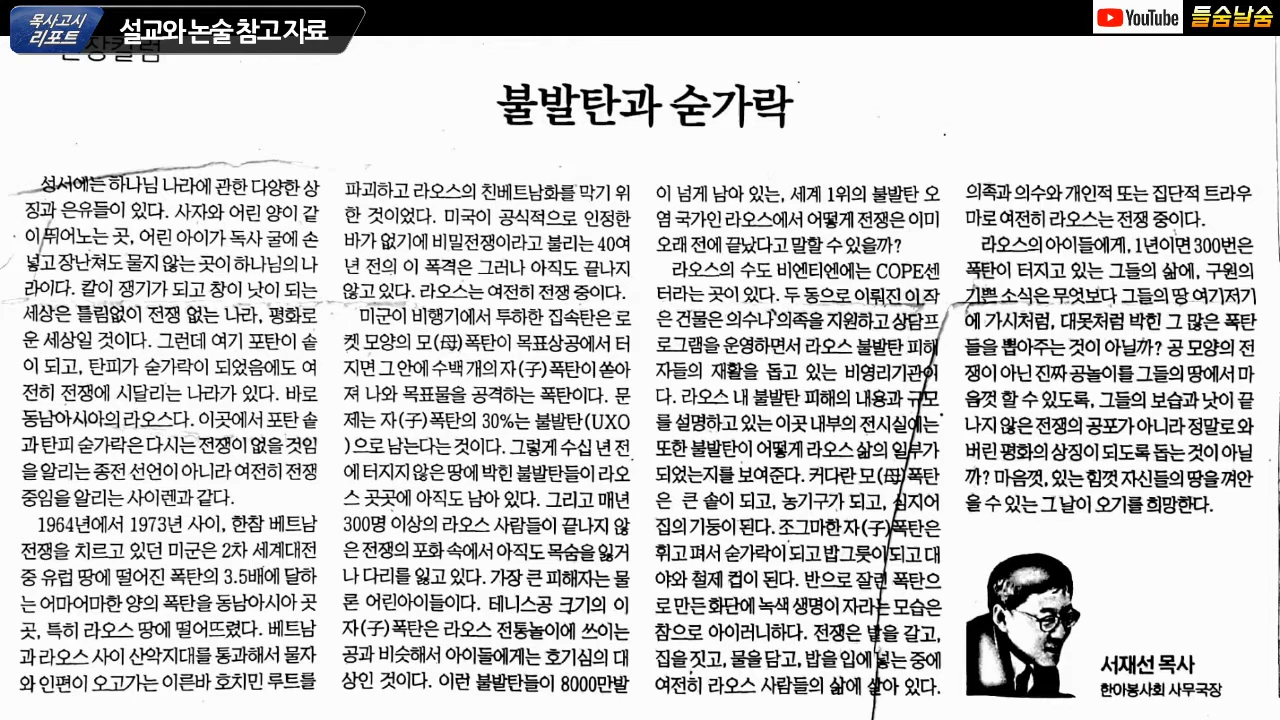 목사고시
리포트
설교와 논술 참고 자료
YouTube
들숨날숨
불발탄과 숟가락
성서에는 하나님 나라에 관한 다양한 상
징과 은유들이 있다. 사자와 어린 양이 같
이 뛰어노는 곳, 어린 아이가 독사 굴에 손
넣고 장난쳐도 물지 않는 곳이 하나님의 나
라이다. 칼이 쟁기가 되고 창이 낫이 되는
세상은 틀림없이 전쟁 없는 나라, 평화로
운 세상일 것이다. 그런데 여기 포탄이 솥
이 되고, 탄피가 숟가락이 되었음에도 여
전히 전쟁에 시달리는 나라가 있다. 바로
동남아시아의 라오스다. 이곳에서 포탄 솥
과 탄피 숟가락은 다시는 전쟁이 없을 것임
을 알리는 종전 선언이 아니라 여전히 전쟁
중임을 알리는 사이렌과 같다.
1964년에서 1973년 사이, 한참 베트남
전쟁을 치르고 있던 미군은 2차 세계대전
중 유럽 땅에 떨어진 폭탄의 3.5배에 달하
는 어마어마한 양의 폭탄을 동남아시아 곳
곳, 특히 라오스 땅에 떨어뜨렸다. 베트남
과 라오스 사이 산악지대를 통과해서 물자
와 인편이 오고가는 이른바 호치민 루트를
파괴하고 라오스의 친베트남화를 막기 위
한 것이었다. 미국이 공식적으로 인정한
바가 없기에 비밀전쟁이라고 불리는 40여
년 전의 이 폭격은 그러나 아직도 끝나지
않고 있다. 라오스는 여전히 전쟁 중이다.
미군이 비행기에서 투하한 집속탄은 로
켓 모양의 모(母)폭탄이 목표상공에서 터
지면 그 안에 수백 개의 자(子)폭탄이 쏟아
져 나와 목표물을 공격하는 폭탄이다. 문
제는 자(子)폭탄의 30%는 불발탄(UXO
)으로 남는다는 것이다. 그렇게 수십 년 전
에 터지지 않은 땅에 박힌 불발탄들이 라오
스 곳곳에 아직도 남아 있다. 그리고 매년
300명 이상의 라오스 사람들이 끝나지 않
은 전쟁의 포화 속에서 아직도 목숨을 잃거
나 다리를 잃고 있다. 가장 큰 피해자는 물
론 어린아이들이다. 테니스공 크기의 이
자(子)폭탄은 라오스 전통놀이에 쓰이는
공과 비슷해서 아이들에게는 호기심의 대
상인 것이다. 이런 불발탄들이 8000만발
이 넘게 남아 있는, 세계 1위의 불발탄 오
염 국가인 라오스에서 어떻게 전쟁은 이미
오래 전에 끝났다고 말할 수 있을까?
라오스의 수도 비엔티엔에는 COPE센
터라는 곳이 있다. 두 동으로 이뤄진 이 작
은 건물은 의수나 의족을 지원하고 상담프
로그램을 운영하면서 라오스 불발탄 피해
자들의 재활을 돕고 있는 비영리기관이
다. 라오스 내 불발탄 피해의 내용과 규모
를 설명하고 있는 이곳 내부의 전시실에는
또한 불발탄이 어떻게 라오스 삶의 일부가
되었는지를 보여준다. 커다란 모(母)폭탄
은 큰 솥이 되고, 농기구가 되고, 심지어
집의 기둥이 된다. 조그마한 자(子)폭탄은
휘고 펴서 숟가락이 되고 밥그릇이 되고 대
야와 철제 컵이 된다. 반으로 잘린 폭탄으
로 만든 화단에 녹색 생명이 자라는 모습은
참으로 아이러니하다. 전쟁은 밭을 갈고,
집을 짓고, 물을 담고, 밥을 입에 넣는 중에
여전히 라오스 사람들의 삶에 살아 있다.
의족과 의수와 개인적 또는 집단적 트라우
마로 여전히 라오스는 전쟁 중이다.
라오스의 아이들에게, 1년이면 300번은
폭탄이 터지고 있는 그들의 삶에, 구원의
기쁜 소식은 무엇보다 그들의 땅 여기저기
에 가시처럼, 대못처럼 박힌 그 많은 폭탄
들을 뽑아주는 것이 아닐까? 공 모양의 전
쟁이 아닌 진짜 공놀이를 그들의 땅에서 마
음껏 할 수 있도록, 그들의 보습과 낫이 끝
나지 않은 전쟁의 공포가 아니라 정말로 와
버린 평화의 상징이 되도록 돕는 것이 아닐
까? 마음껏, 있는 힘껏 자신들의 땅을 껴안
을 수 있는 그 날이 오기를 희망한다.
서재선 목사
한아봉사회 사무국장